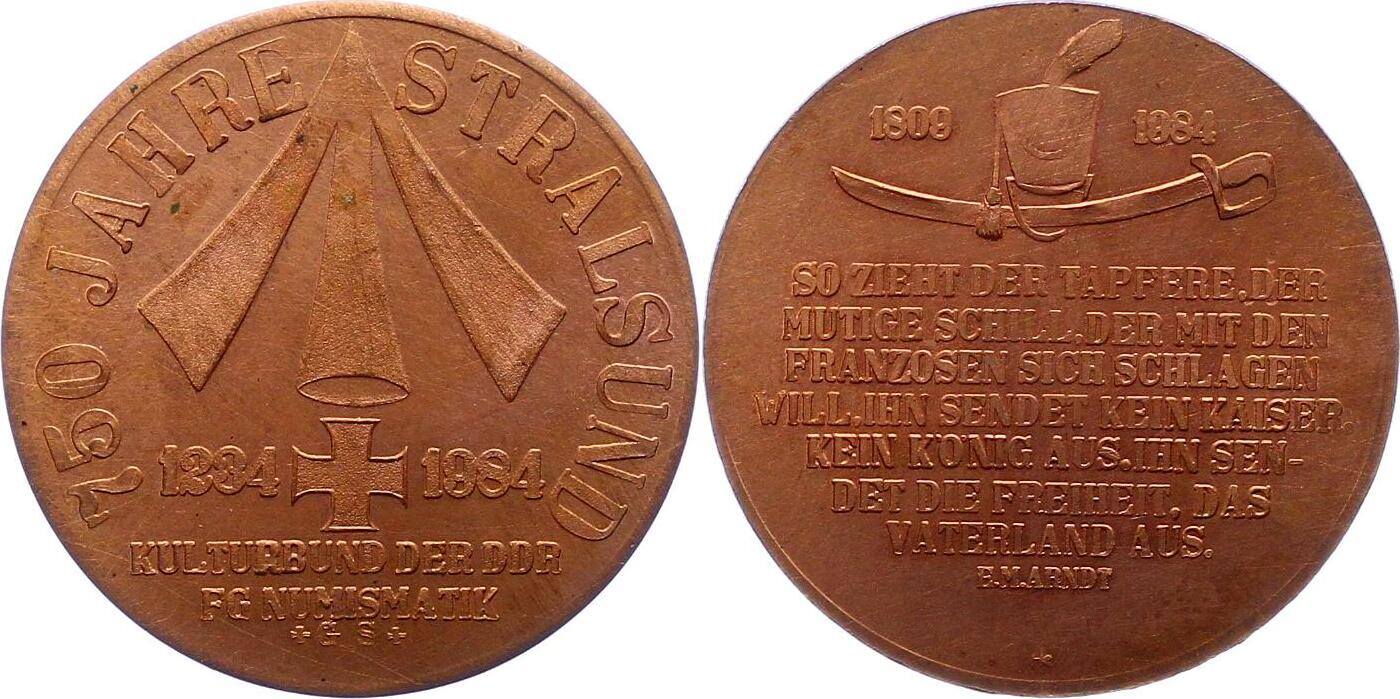 750 JAHRE STRALSUND
1234 1984
KULTURBUND DER DDR
FG NUMISMATIK
+ G S +
1809 1984
SO ZIEHT DER TAPFERE, DER
MUTIGE SCHILL, DER MIT DEN
FRANZOSEN SICH SCHLAGEN
WILL, IHN SENDET KEIN KAISER,
KEIN KÖNIG AUS. IHN SEN-
DET DIE FREIHEIT, DAS
VATERLAND AUS.
E.M.ARNDT